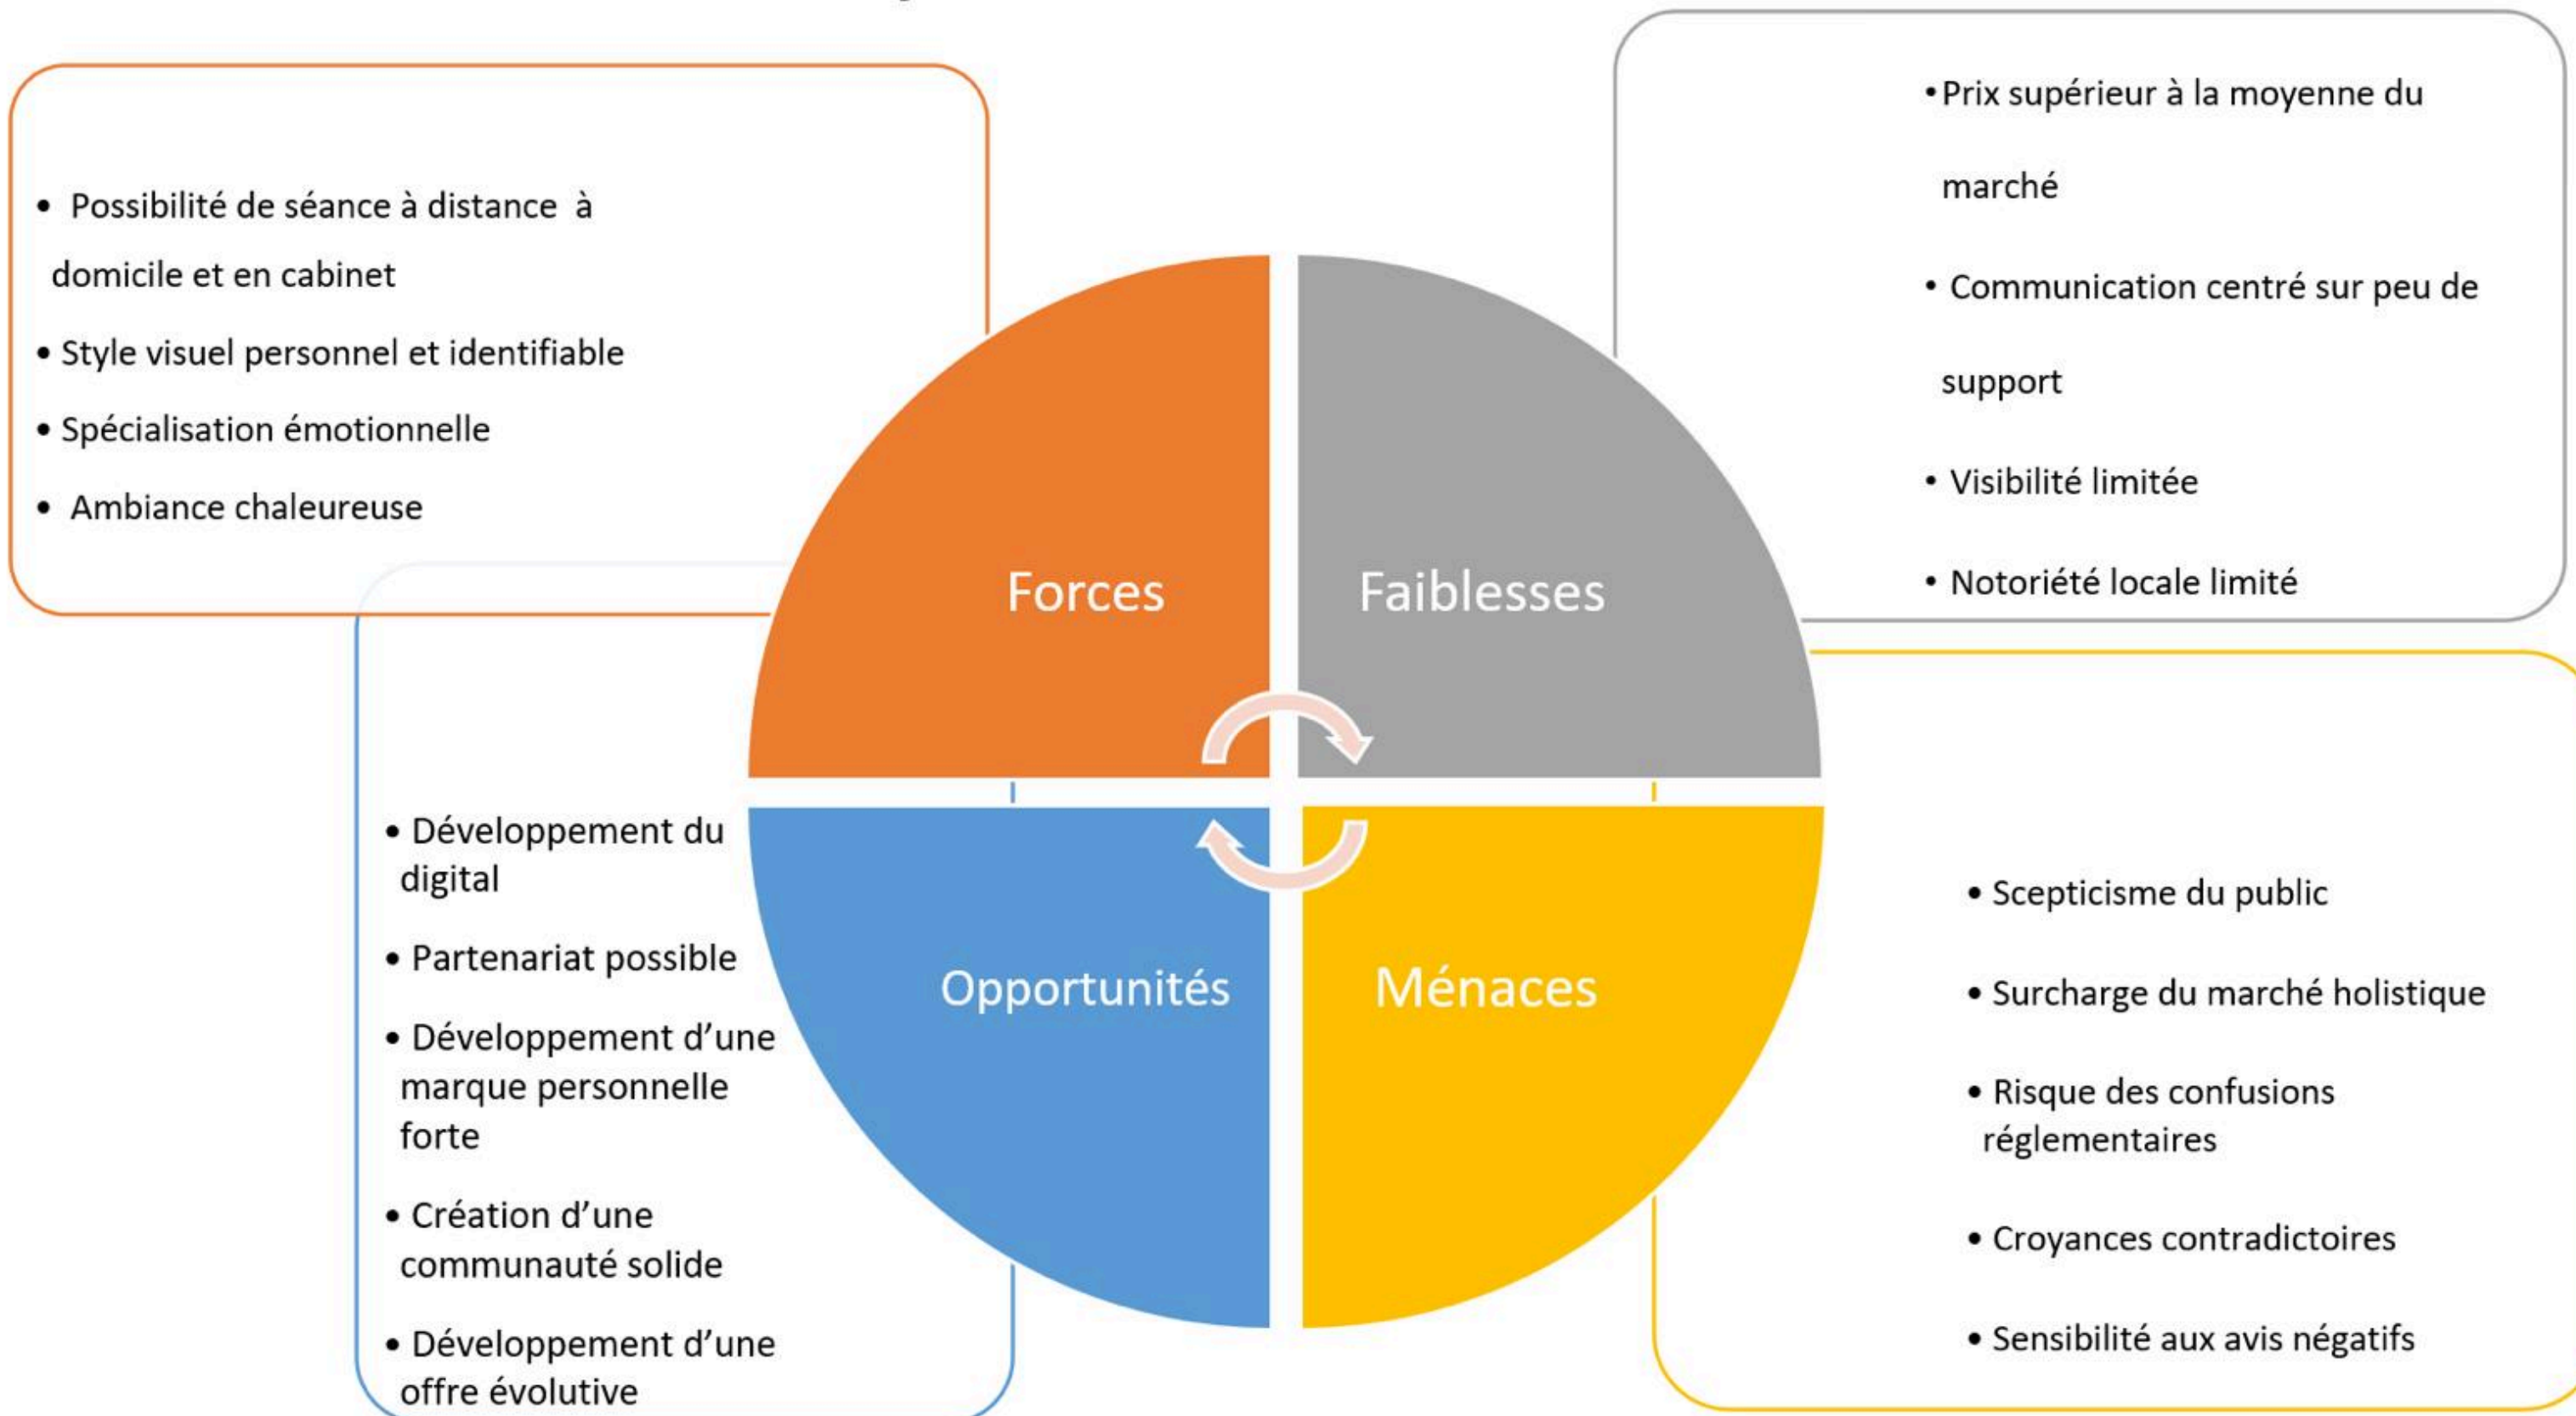 • Possibilité de séance à distance à
domicile et en cabinet
• Style visuel personnel et identifiable
• Spécialisation émotionnelle
• Ambiance chaleureuse
Forces
• Prix supérieur à la moyenne du
marché
• Communication centré sur peu de
support
• Visibilité limitée
• Notoriété locale limité
Faiblesses
• Développement du
digital
• Partenariat possible
• Développement d’une
marque personnelle
forte
• Création d’une
communauté solide
• Développement d’une
offre évolutive
Opportunités
Ménaces
• Scepticisme du public
• Surcharge du marché holistique
• Risque des confusions
réglementaires
• Croyances contradictoires
• Sensibilité aux avis négatifs